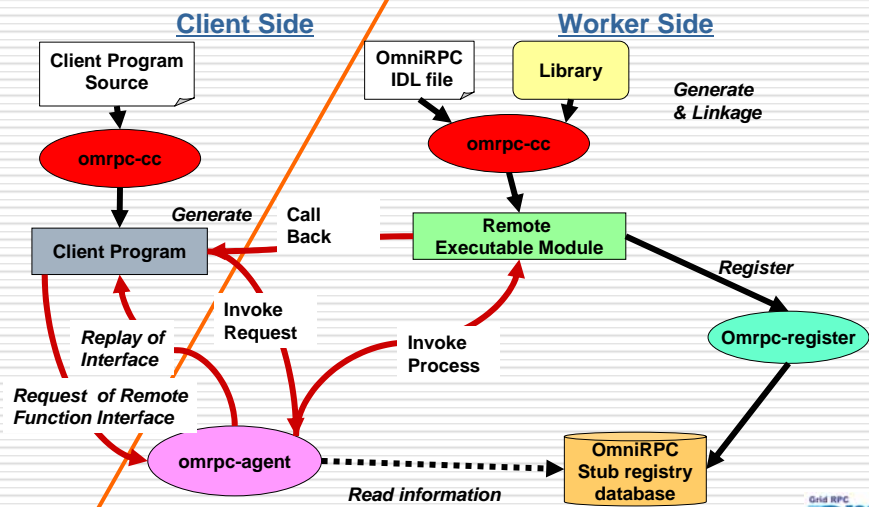 Client Side
Worker Side
Client Program
Source
OmniRPC
IDL file
Library
Generate
& Linkage
omrpc-cc
omrpc-cc
Generate
Call
Back
Remote
Executable Module
Client Program
Register
Invoke
Request
Replay of
Interface
Invoke
Process
Omrpc-register
Request of Remote
Function Interface
omrpc-agent
OmniRPC
Stub registry
database
Read information
Grid RPC